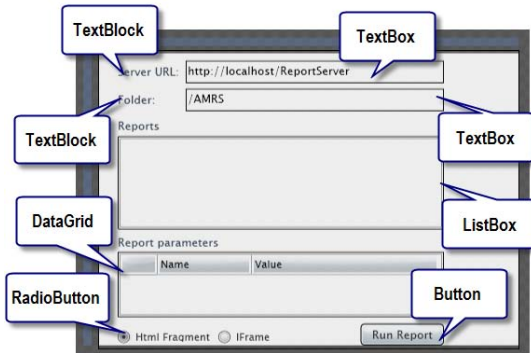 TextBlock
TextBox
Server URL: http://localhost/ReportServer
Folder: /AMRS
TextBlock
TextBox
Reports
DataGrid
ListBox
Report parameters
Name Value
RadioButton
Button
Html Fragment IFrame Run Report